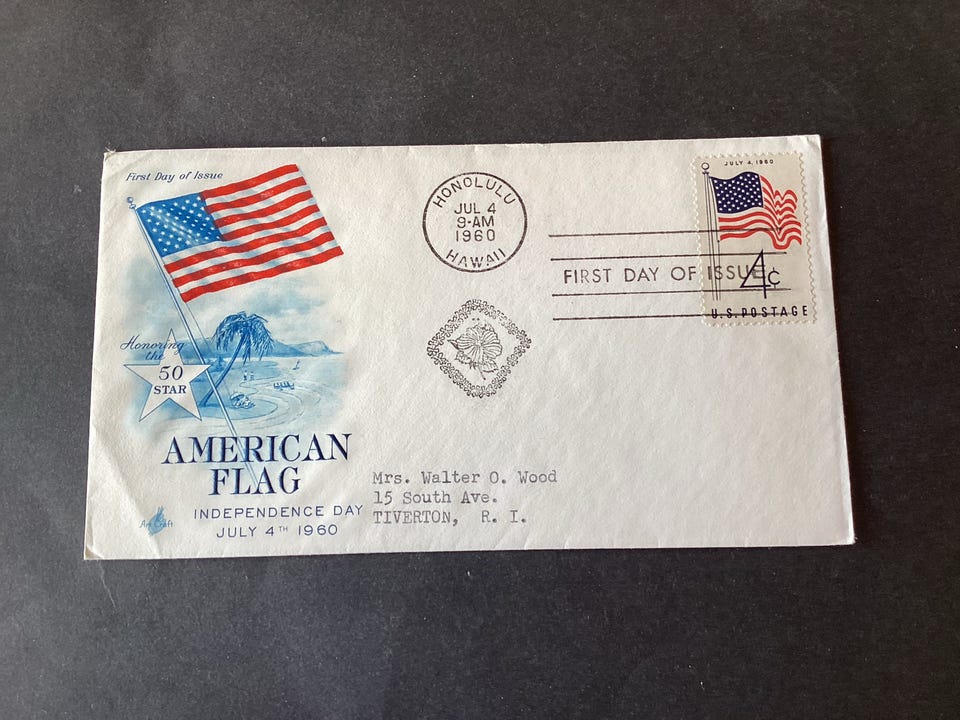 First Day of Issue
Honoring
the
50
STAR
AMERICAN
FLAG
INDEPENDENCE DAY
JULY 4TH 1960
Art Craft
HONOLULU
JUL 4
9-AM
1960
HAWAII
FIRST DAY OF ISSUE
JULY 4, 1960
4¢
U.S. POSTAGE
Mrs. Walter O. Wood
15 South Ave.
TIVERTON, R. I.